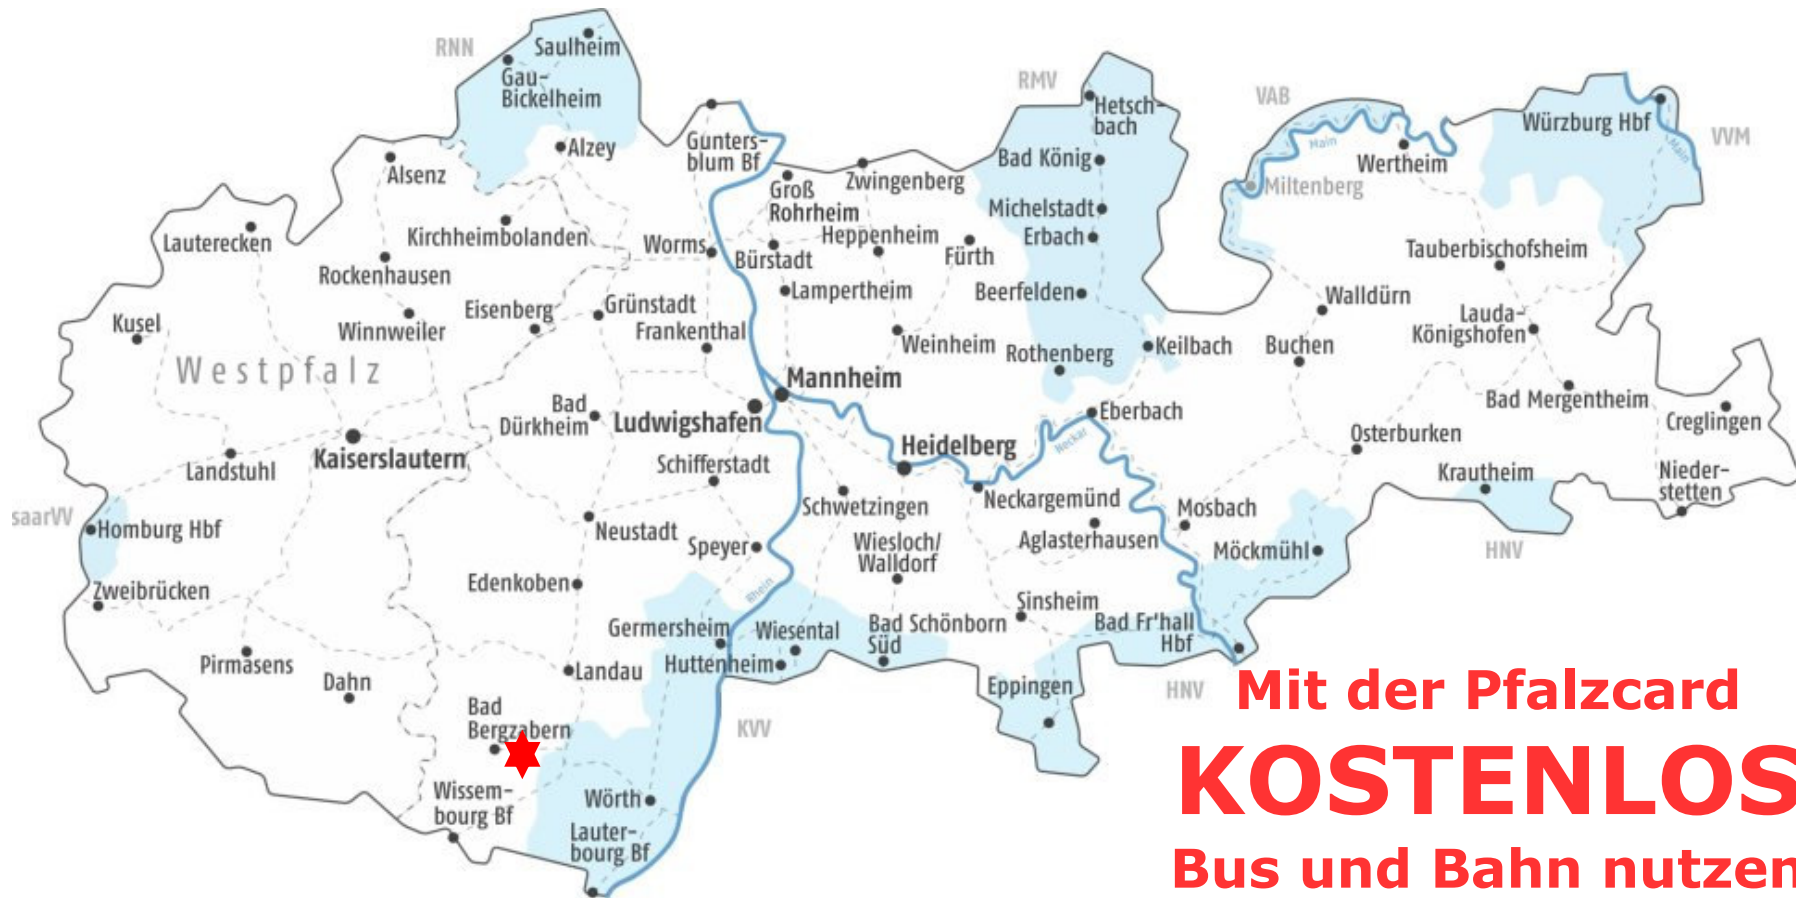 RNN
Saulheim
Gau-
Bickelheim
Alzey
Alsenz
Gunters-
blum Bf
Lauterecken
Kirchheimbolanden
Rockenhausen
Worms
Kusel
Winnweiler
Eisenberg
Grünstadt
Frankenthal
Westpfalz
Bad
Dürkheim
Ludwigshafen
Mannheim
Landstuhl
Kaiserslautern
Schifferstadt
saarVV
Homburg Hbf
Neustadt
Speyer
Zweibrücken
Edenkoben
Rhein
Germersheim
Pirmasens
Dahn
Landau
Huttenheim
Wiesental
Bad
Bergzabern
Wissem-
bourg Bf
Wörth
Lauter-
bourg Bf
KVV
RMV
Hetsch-
bach
Zwingenberg
Groß
Rohrheim
Bad König
Michelstadt
Erbach
Heppenheim
Bürstadt
Fürth
Lampertheim
Beerfelden
Weinheim
Rothenberg
Keilbach
Eberbach
Heidelberg
Neckar
Neckargemünd
Schwetzingen
Wiesloch/
Walldorf
Aglasterhausen
Mosbach
Sinsheim
Bad Schönborn
Süd
Bad Fr'hall
Hbf
Eppingen
HNV
VAB
Main
Miltenberg
Wertheim
Würzburg Hbf
Main
VVM
Tauberbischofsheim
Walldürn
Lauda-
Königshofen
Buchen
Bad Mergentheim
Creglingen
Osterburken
Krautheim
Nieder-
stetten
Möckmühl
HNV
Mit der Pfalzcard
KOSTENLOS
Bus und Bahn nutzen